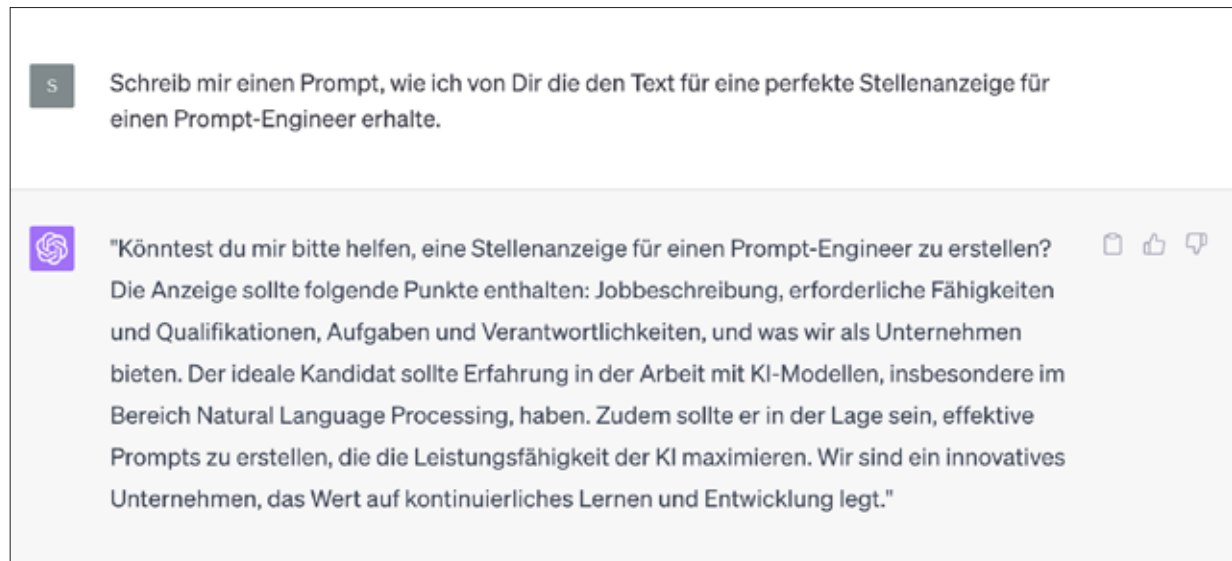 S
Schreib mir einen Prompt, wie ich von Dir die den Text für eine perfekte Stellenanzeige für
einen Prompt-Engineer erhalte.
"Könntest du mir bitte helfen, eine Stellenanzeige für einen Prompt-Engineer zu erstellen?
Die Anzeige sollte folgende Punkte enthalten: Jobbeschreibung, erforderliche Fähigkeiten
und Qualifikationen, Aufgaben und Verantwortlichkeiten, und was wir als Unternehmen
bieten. Der ideale Kandidat sollte Erfahrung in der Arbeit mit KI-Modellen, insbesondere im
Bereich Natural Language Processing, haben. Zudem sollte er in der Lage sein, effektive
Prompts zu erstellen, die die Leistungsfähigkeit der KI maximieren. Wir sind ein innovatives
Unternehmen, das Wert auf kontinuierliches Lernen und Entwicklung legt."